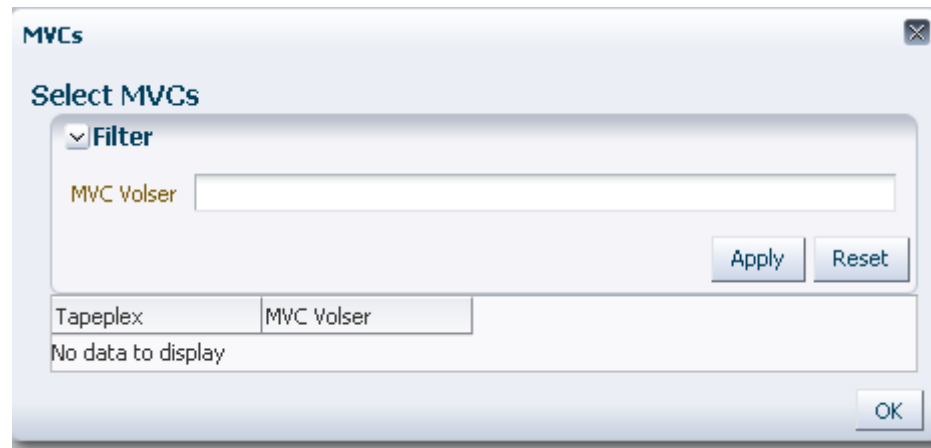 MVCs
Select MVCs
Filter
MVC Volser
Apply Reset
Tapeplex MVC Volser
No data to display
OK